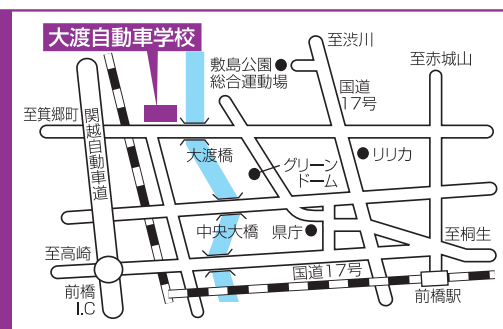 大渡自動車学校
至渋川
敷島公園
総合運動場
至赤城山
国道
17号
至箕郷町
関越自動車道
大渡橋
グリーン
ドーム
リリカ
中央大橋
県庁
至桐生
至高崎
国道17号
前橋
I.C
前橋駅